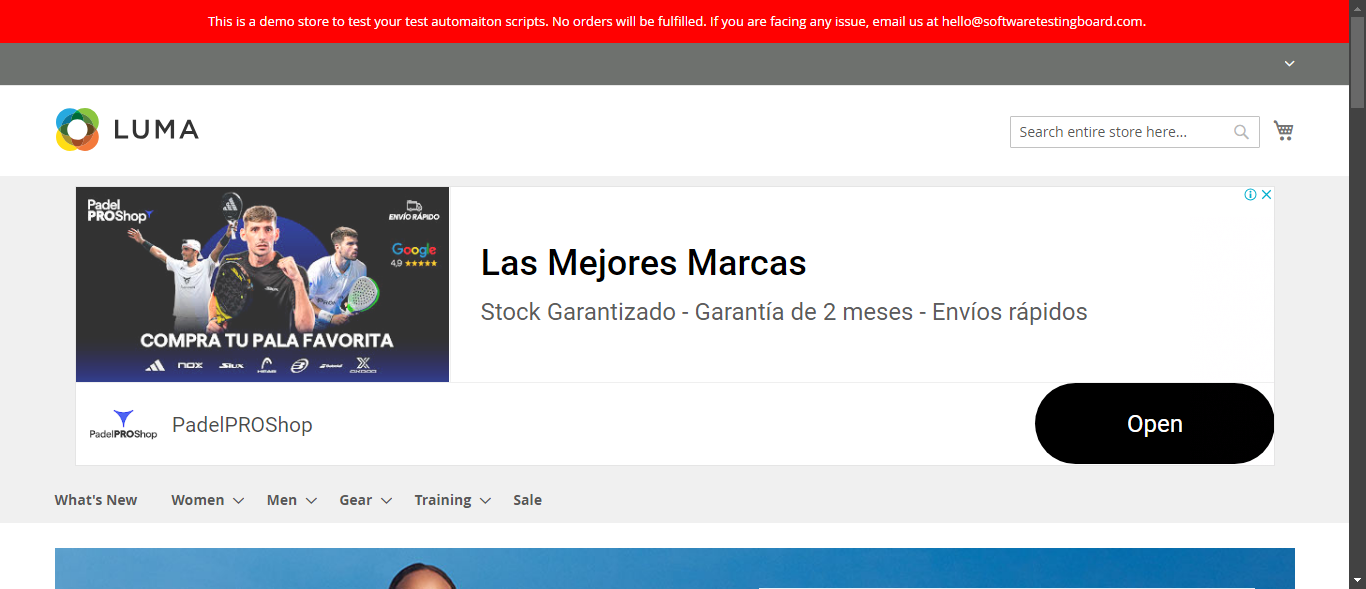 This is a demo store to test your test automaiton scripts. No orders will be fulfilled. If you are facing any issue, email us at hello@softwaretestingboard.com.
LUMA
Search entire store here...
Padel
PROShop
ENVÍO RÁPIDO
Google
4,9
COMPRA TU PALA FAVORITA
nox
SIUX
HEAD
Las Mejores Marcas
Stock Garantizado - Garantía de 2 meses - Envíos rápidos
PadelPROShop
PadelPROShop
Open
What's New
Women
Men
Gear
Training
Sale